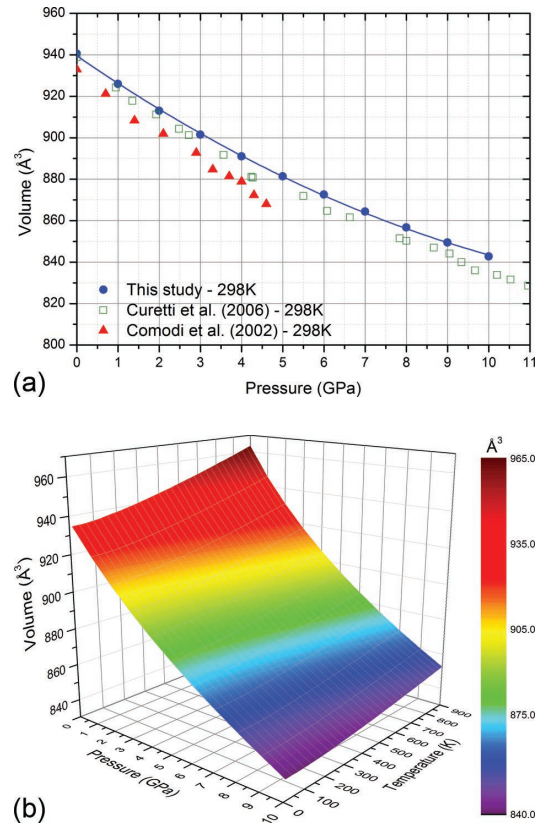 960
940
920
900
880
860
840
820
800
Volume (Å³)
0 1 2 3 4 5 6 7 8 9 10 11
Pressure (GPa)
This study - 298K
Curetti et al. (2006) - 298K
Comodi et al. (2002) - 298K
(a)
960
940
920
900
880
860
840
Volume (Å³)
0 1 2 3 4 5 6 7 8 9 10
Pressure (GPa)
0 100 200 300 400 500 600 700 800 900
Temperature (K)
Å³
965.0
935.0
905.0
875.0
840.0
(b)